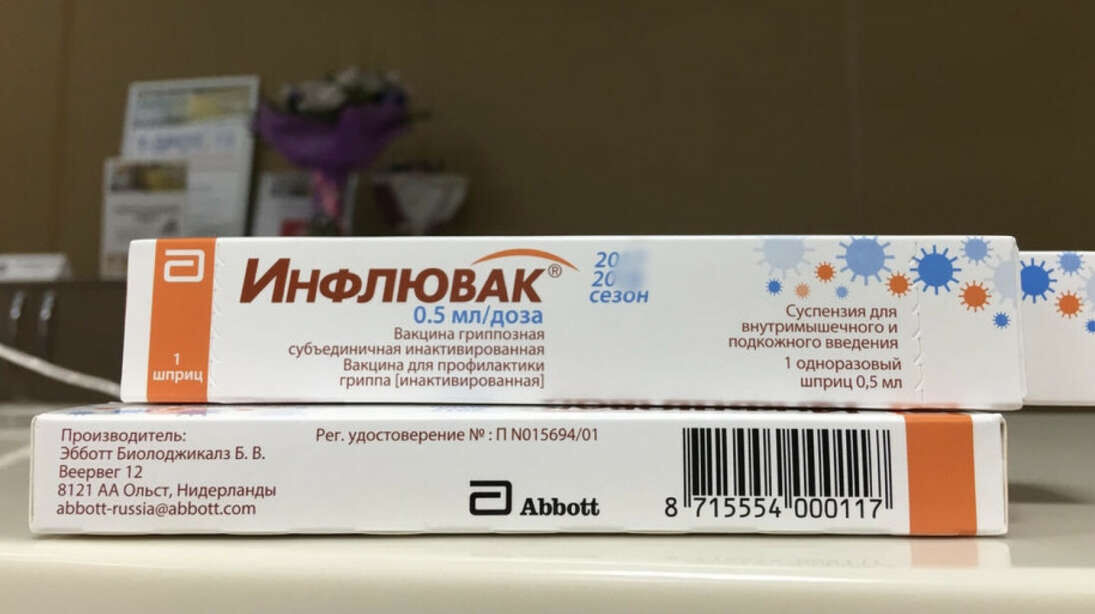 ИНФЛЮВАК®
0.5 мл/доза
Вакцина гриппозная
субъединичная инактивированная
Вакцина для профилактики
гриппа [инактивированная]
1
шприц
20
20
сезон
Суспензия для
внутримышечного и
подкожного введения
1 одноразовый
шприц 0,5 мл
Производитель:
Эбботт Биолоджикалз Б. В.
Веервег 12
8121 АА Ольст, Нидерланды
abbott-russia@abbott.com
Рег. удостоверение № : П N015694/01
Abbott
8 715554 000117